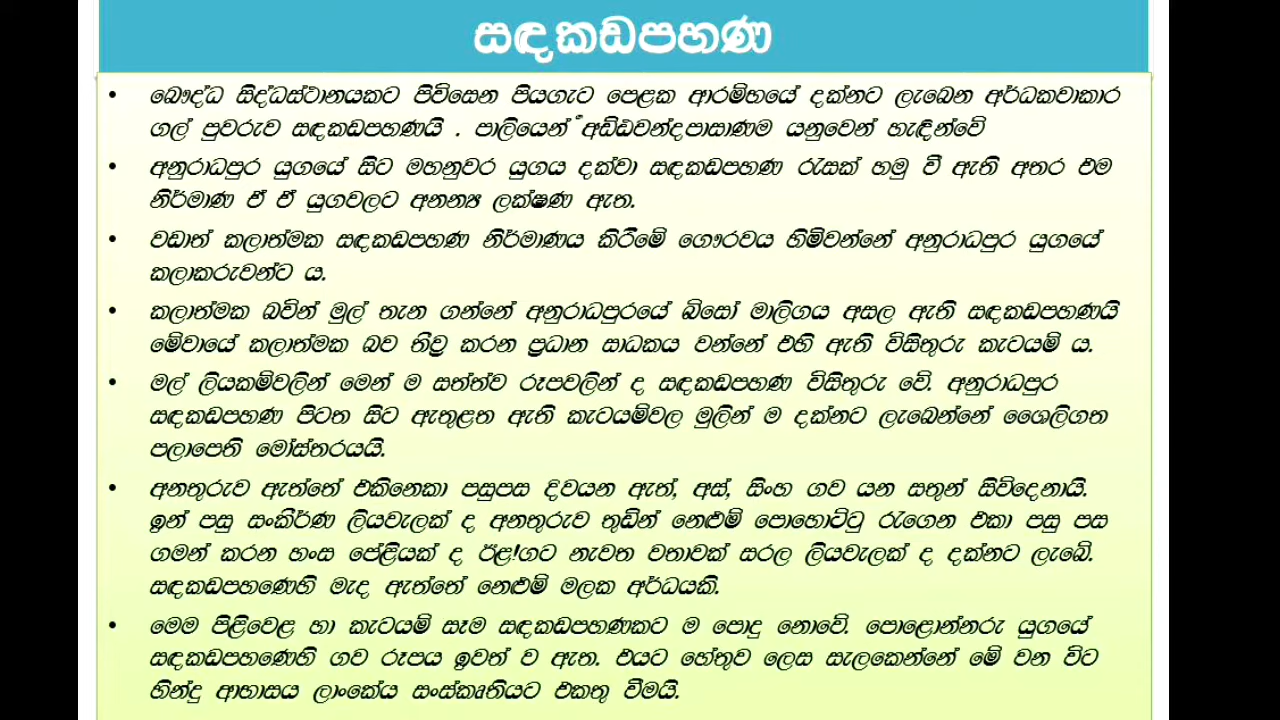 සඳකඩපහණ
• බෞද්ධ සිද්ධස්ථානයකට පිවිසෙන පියගැට පෙළක ආරම්භයේ දක්නට ලැබෙන අර්ධකවාකාර
ගල් පුවරුව සඳකඩපහණයි . පාලියෙන් "අඩ්ඪචන්දපාසාණම යනුවෙන් හැඳින්වේ
• අනුරාධපුර යුගයේ සිට මහනුවර යුගය දක්වා සඳකඩපහණ රැසක් හමු වී ඇති අතර එම
නිර්මාණ ඒ ඒ යුගවලට අනන්‍ය ලක්ෂණ ඇත.
• වඩාත් කලාත්මක සඳකඩපහණ නිර්මාණය කිරීමේ ගෞරවය හිමිවන්නේ අනුරාධපුර යුගයේ
කලාකරුවන්ට ය.
• කලාත්මක බවින් මුල් තැන ගන්නේ අනුරාධපුරයේ බිසෝ මාලිගය අසල ඇති සඳකඩපහණයි
මේවායේ කලාත්මක බව තීව්‍ර කරන ප්‍රධාන සාධකය වන්නේ එහි ඇති විසිතුරු කැටයම් ය.
• මල් ලියකම්වලින් මෙන් ම සත්ත්ව රූපවලින් ද සඳකඩපහණ විසිතුරු වේ. අනුරාධපුර
සඳකඩපහණ පිටත සිට ඇතුළත ඇති කැටයම්වල මුලින් ම දක්නට ලැබෙන්නේ ශෛලිගත
පලාපෙති මෝස්තරයයි.
• අනතුරුව ඇත්තේ එකිනෙකා පසුපස දිවයන ඇත්, අස්, සිංහ ගව යන සතුන් සිව්දෙනායි.
ඉන් පසු සංකීර්ණ ලියවැලක් ද අනතුරුව තුඩින් නෙළුම් පොහොට්ටු රැගෙන එකා පසු පස
ගමන් කරන හංස පේළියක් ද ඊළ!ගට නැවත වතාවක් සරල ලියවැලක් ද දක්නට ලැබේ.
සඳකඩපහණෙහි මැද ඇත්තේ නෙළුම් මලක අර්ධයකි.
• මෙම පිළිවෙළ හා කැටයම් සෑම සඳකඩපහණකට ම පොදු නොවේ. පොළොන්නරු යුගයේ
සඳකඩපහණෙහි ගව රූපය ඉවත් ව ඇත. එයට හේතුව ලෙස සැලකෙන්නේ මේ වන විට
හින්දු ආභාසය ලාංකේය සංස්කෘතියට එකතු වීමයි.